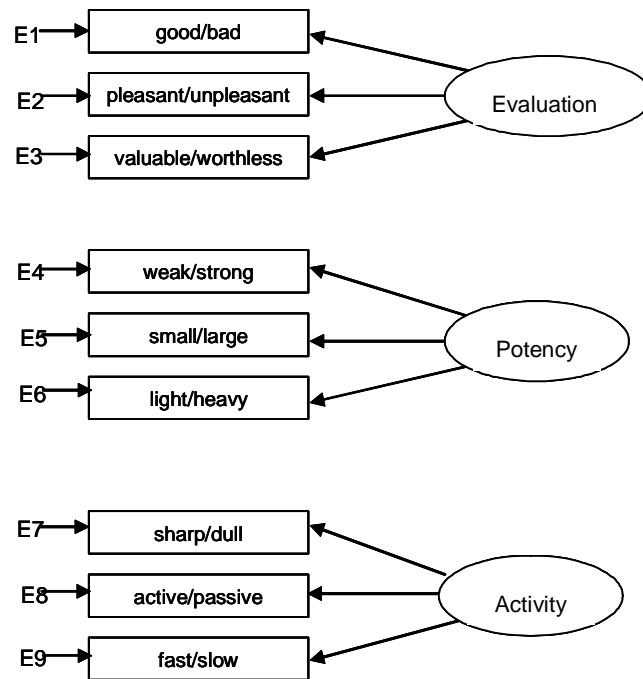 E1
good/bad
E2
pleasant/unpleasant
Evaluation
E3
valuable/worthless
E4
weak/strong
E5
small/large
Potency
E6
light/heavy
E7
sharp/dull
E8
active/passive
Activity
E9
fast/slow